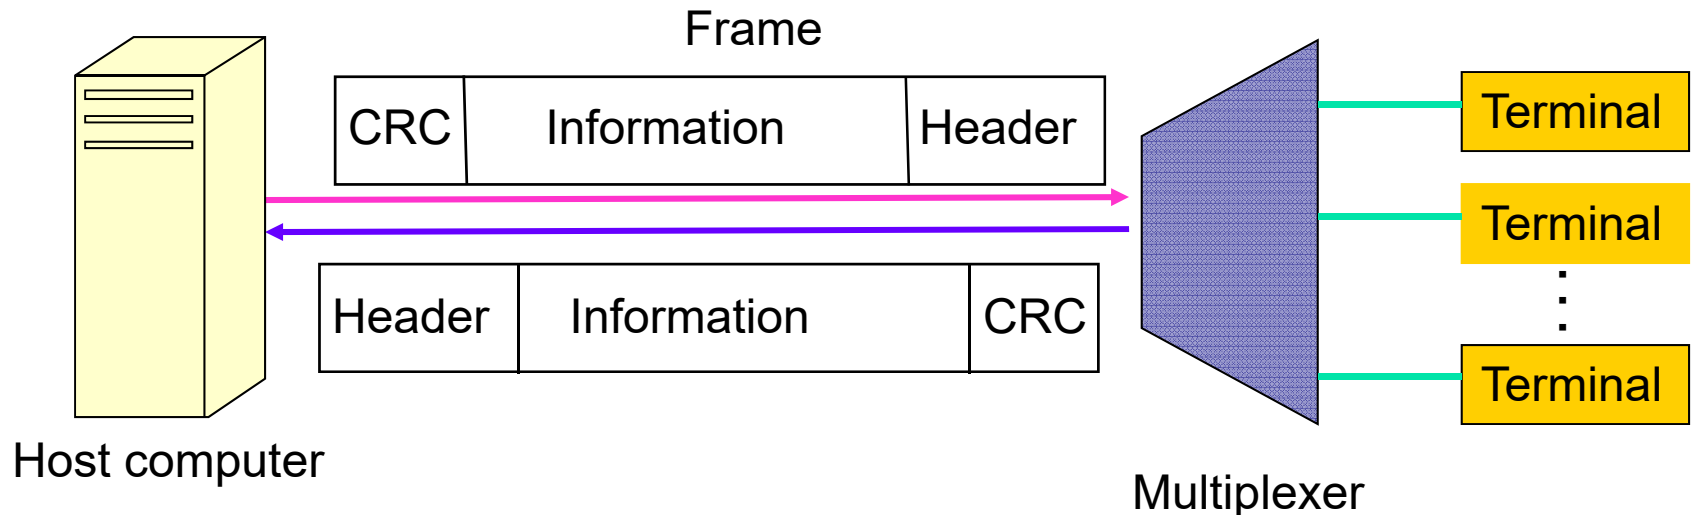 Frame
CRC Information Header
Terminal
Terminal
Header Information CRC
Terminal
Host computer
Multiplexer